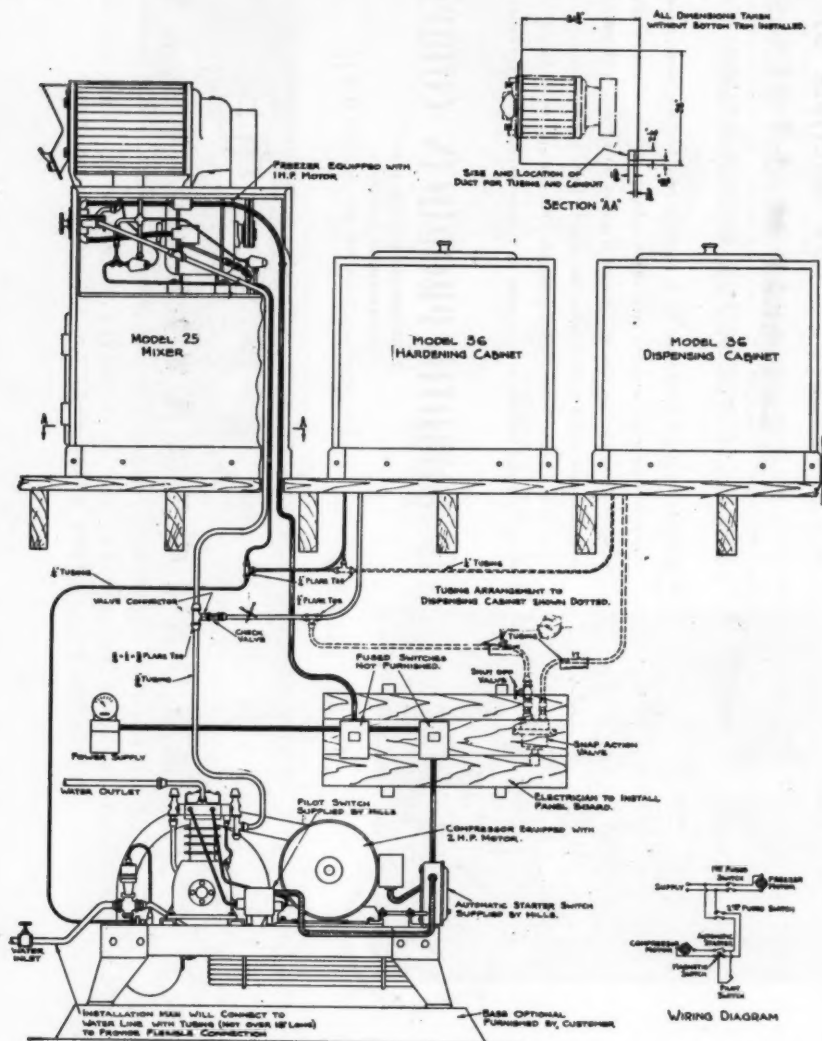 ALL DIMENSIONS TAKEN
WITHOUT BOTTOM TRIM INSTALLED.
FREEZER EQUIPPED WITH
1 H.P. MOTOR
SIZE AND LOCATION OF
DUCT FOR TUBING AND CONDUIT
SECTION "AA"
MODEL 25
MIXER
MODEL 36
HARDENING CABINET
MODEL 36
DISPENSING CABINET
A
A
TUBING
VALVE CONNECTOR
FLARE TEE
FLARE TEE
TUBING
TUBING ARRANGEMENT TO
DISPENSING CABINET SHOWN DOTTED.
CHECK
VALVE
FLARE TEE
TUBING
TUBING
FUSED SWITCHES
NOT FURNISHED.
SHUT OFF
VALVE
SNAP ACTION
VALVE
POWER SUPPLY
WATER OUTLET
ELECTRICIAN TO INSTALL
PANEL BOARD.
PILOT SWITCH
SUPPLIED BY MILLS
COMPRESSOR EQUIPPED WITH
2 H.P. MOTOR.
AUTOMATIC STARTER SWITCH
SUPPLIED BY MILLS.
WATER
INLET
INSTALLATION MAN WILL CONNECT TO
WATER LINE WITH TUBING (NOT OVER 18" LONG)
TO PROVIDE FLEXIBLE CONNECTION
BASE OPTIONAL
FURNISHED BY CUSTOMER
FUSED
SWITCH
FREEZER
MOTOR
SUPPLY
FUSED SWITCH
AUTOMATIC
STARTER
COMPRESSOR
MOTOR
MAGNETIC
SWITCH
PILOT
SWITCH
WIRING DIAGRAM